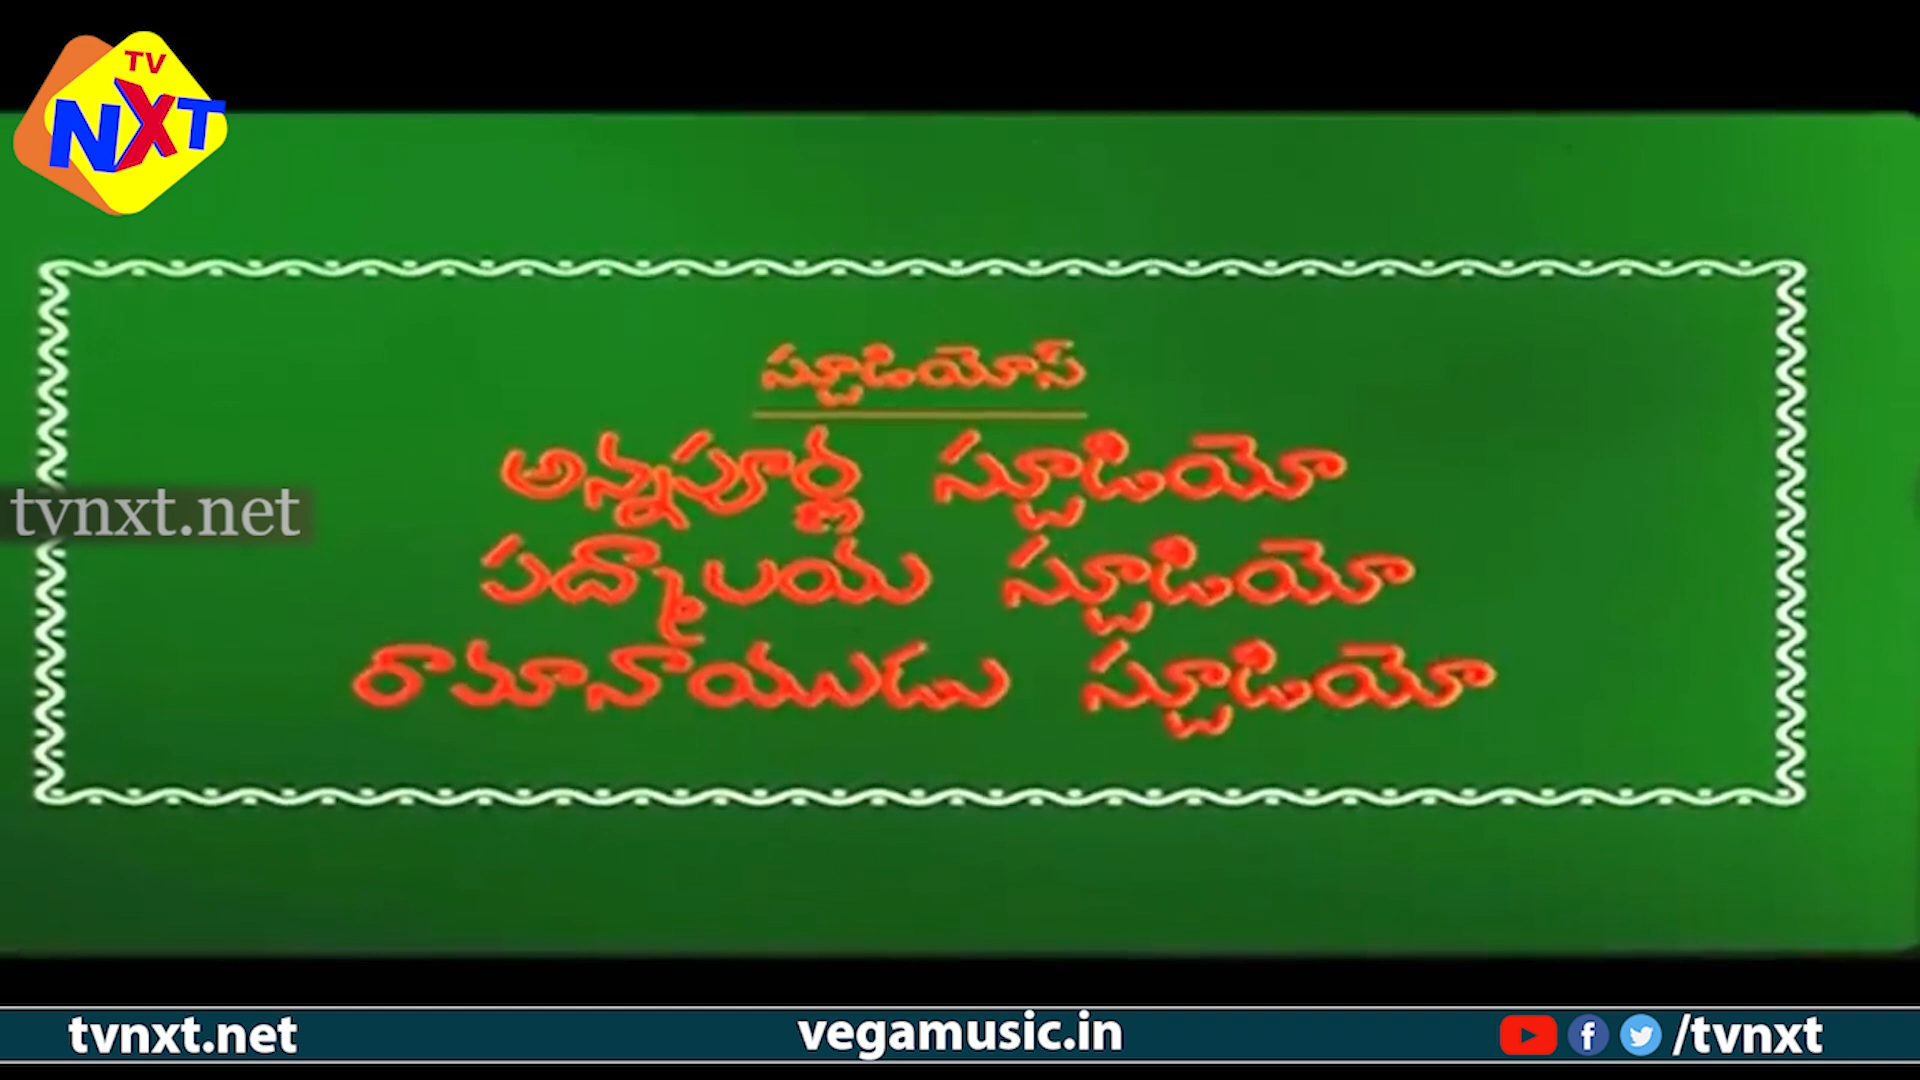 TV
NXT
స్టూడియోస్
అన్నపూర్ణ స్టూడియో
tvnxt.net
పద్మాలయ స్టూడియో
రామానాయుడు స్టూడియో
tvnxt.net vegamusic.in /tvnxt